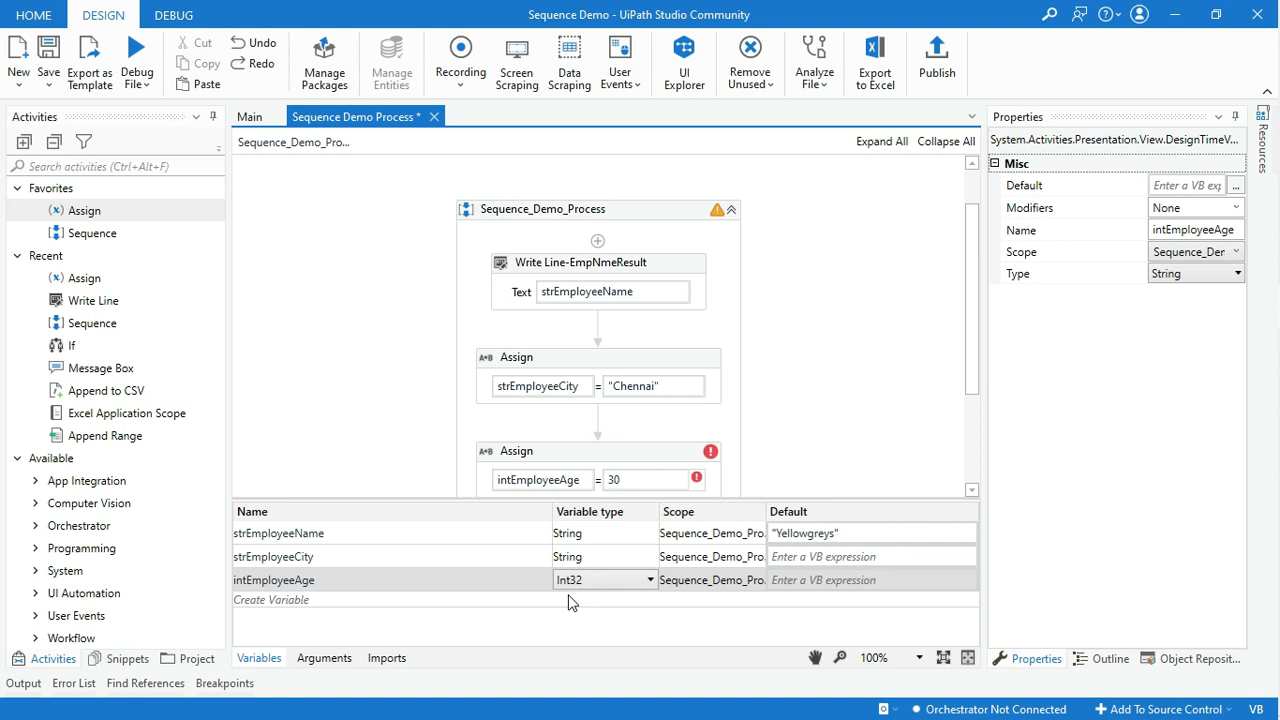 HOME DESIGN DEBUG Sequence Demo - UiPath Studio Community
New Save Export as Template Debug File Cut Copy Paste Undo Redo Manage Packages Manage Entities Recording Screen Scraping Data Scraping User Events UI Explorer Remove Unused Analyze File Export to Excel Publish
Activities
Search activities (Ctrl+Alt+F)
Favorites
Assign
Sequence
Recent
Assign
Write Line
Sequence
If
Message Box
Append to CSV
Excel Application Scope
Append Range
Available
App Integration
Computer Vision
Orchestrator
Programming
System
UI Automation
User Events
Workflow
Activities Snippets Project
Main Sequence Demo Process *
Sequence_Demo_Pro... Expand All Collapse All
Sequence_Demo_Process
Write Line-EmpNmeResult
Text strEmployeeName
A*B Assign
strEmployeeCity = "Chennai"
A*B Assign
intEmployeeAge = 30
Name Variable type Scope Default
strEmployeeName String Sequence_Demo_Pro. "Yellowgreys"
strEmployeeCity String Sequence_Demo_Pro. Enter a VB expression
intEmployeeAge Int32 Sequence_Demo_Pro. Enter a VB expression
Create Variable
Variables Arguments Imports 100%
Properties
System.Activities.Presentation.View.DesignTimeV...
Misc
Default Enter a VB exp ...
Modifiers None
Name intEmployeeAge
Scope Sequence_Der
Type String
Properties Outline Object Reposit...
Resources
Output Error List Find References Breakpoints
Orchestrator Not Connected Add To Source Control VB